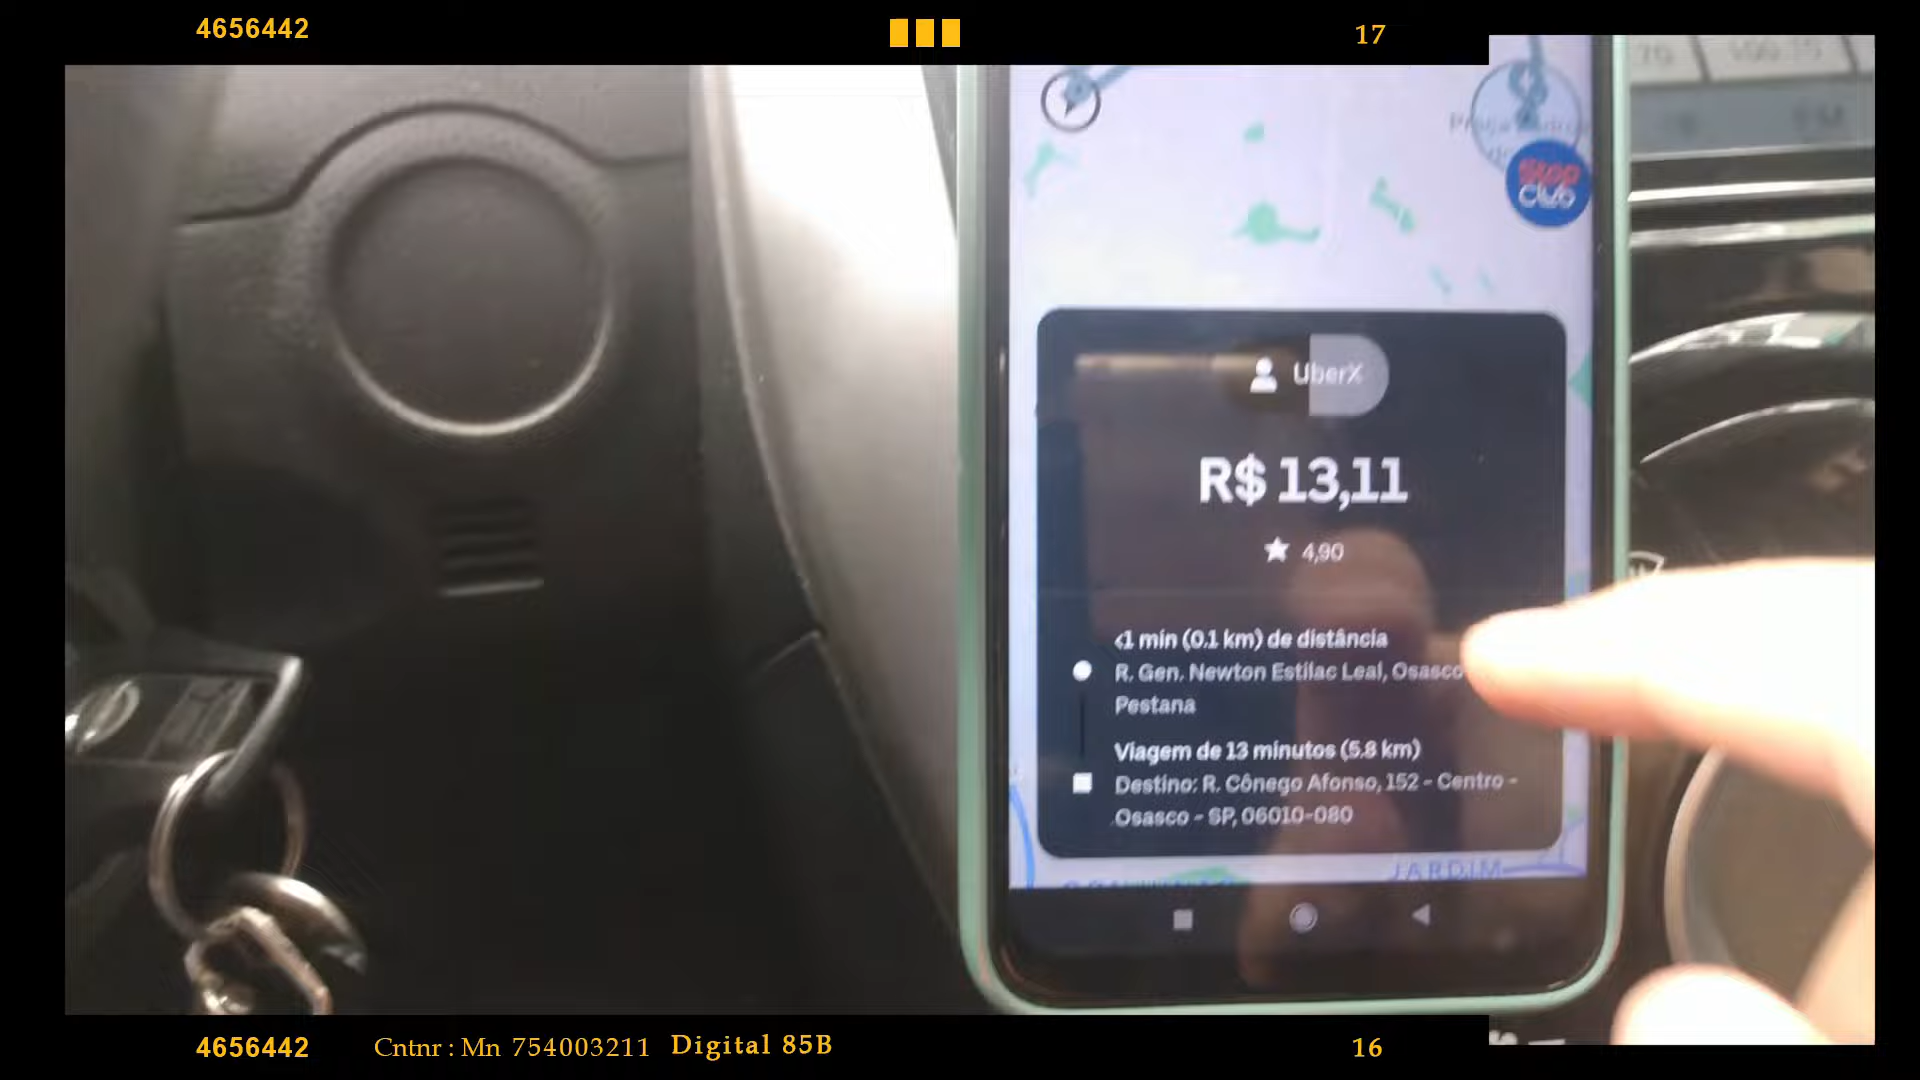 4656442
17
Stop
Club
UberX
R$ 13,11
4,90
<1 min (0.1 km) de distância
R. Gen. Newton Estilac Leal, Osasco
Pestana
Viagem de 13 minutos (5.8 km)
Destino: R. Cônego Afonso, 152 - Centro -
Osasco - SP, 06010-080
JARDIM
4656442
Cntnr : Mn 754003211
Digital 85B
16